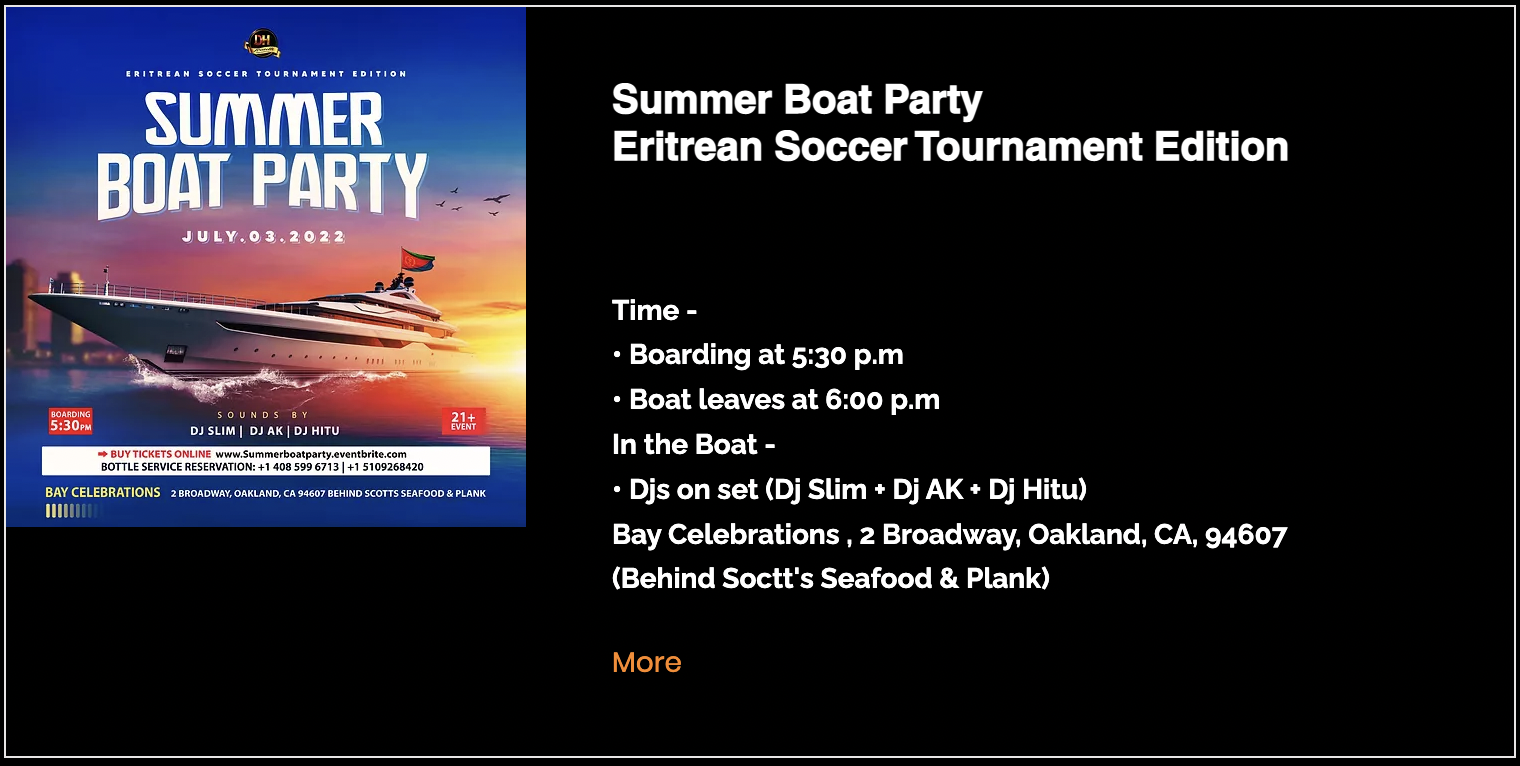 DH
ERITREAN SOCCER TOURNAMENT EDITION
SUMMER
BOAT PARTY
JULY.03.2022
BOARDING
5:30PM
SOUNDS BY
DJ SLIM | DJ AK | DJ HITU
21+
EVENT
➡ BUY TICKETS ONLINE www.Summerboatparty.eventbrite.com
BOTTLE SERVICE RESERVATION: +1 408 599 6713 | +1 5109268420
BAY CELEBRATIONS 2 BROADWAY, OAKLAND, CA 94607 BEHIND SCOTTS SEAFOOD & PLANK
Summer Boat Party
Eritrean Soccer Tournament Edition
Time -
• Boarding at 5:30 p.m
• Boat leaves at 6:00 p.m
In the Boat -
• Djs on set (Dj Slim + Dj AK + Dj Hitu)
Bay Celebrations , 2 Broadway, Oakland, CA, 94607
(Behind Soctt's Seafood & Plank)
More